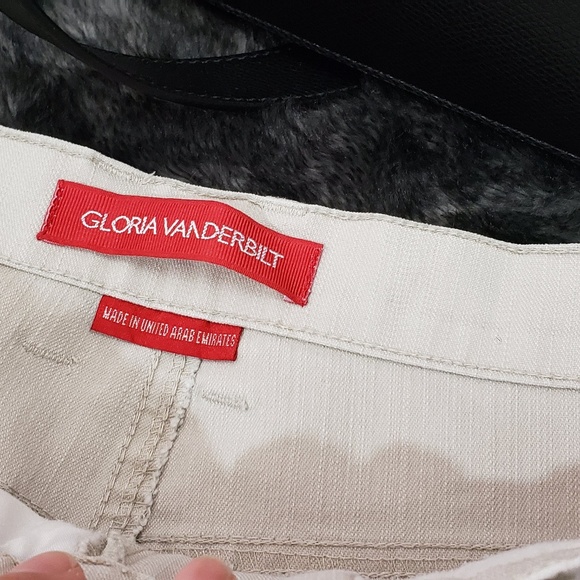 GLORIA VANDERBILT
MADE IN UNITED ARAB EMIRATES